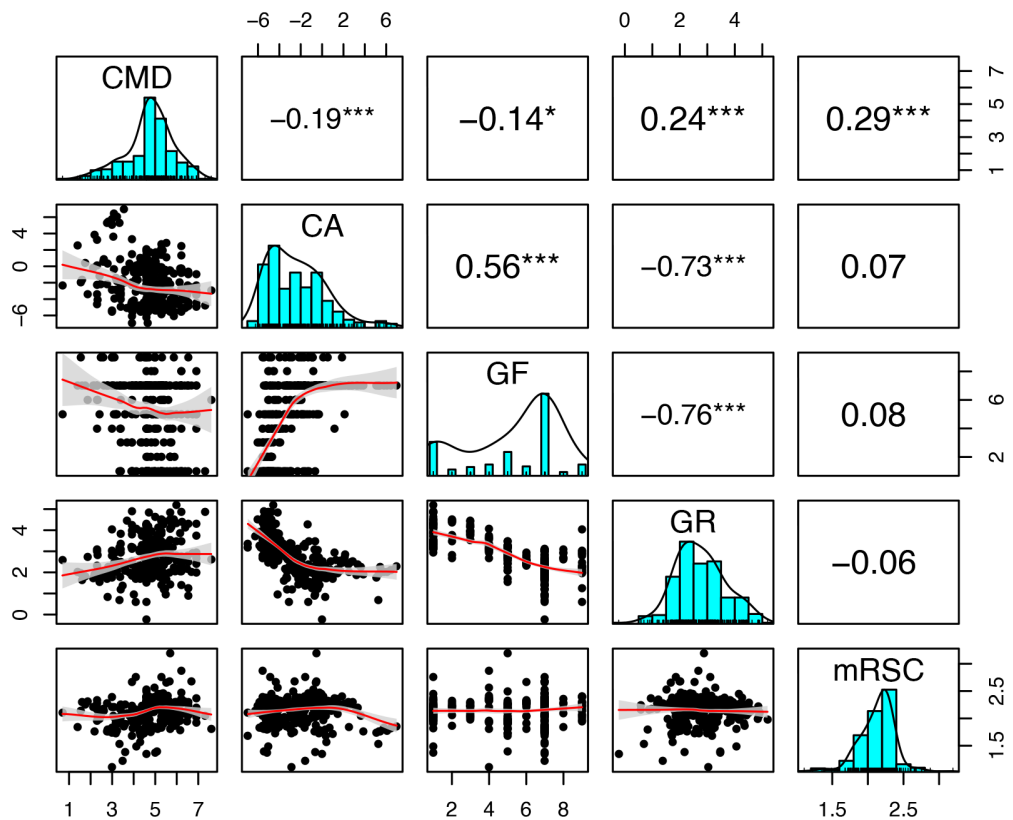 −6 −2 2 6 0 2 4
CMD −0.19*** −0.14* 0.24*** 0.29*** 1 3 5 7
−6 0 4 CA 0.56*** −0.73*** 0.07
GF −0.76*** 0.08 2 6
0 2 4 GR −0.06
mRSC 1.5 2.5
1 3 5 7 2 4 6 8 1.5 2.5